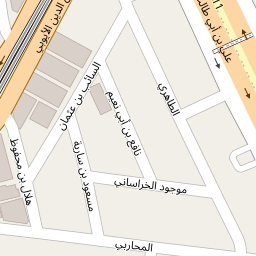 الدين الأيوبي
11
علي بن أبي طالب
السائب بن عثمان
الطاهري
نافع بن أبي نعيم
هلال بن محفوظ
مسعود بن سارية
موجود الخراساني
المحاربي